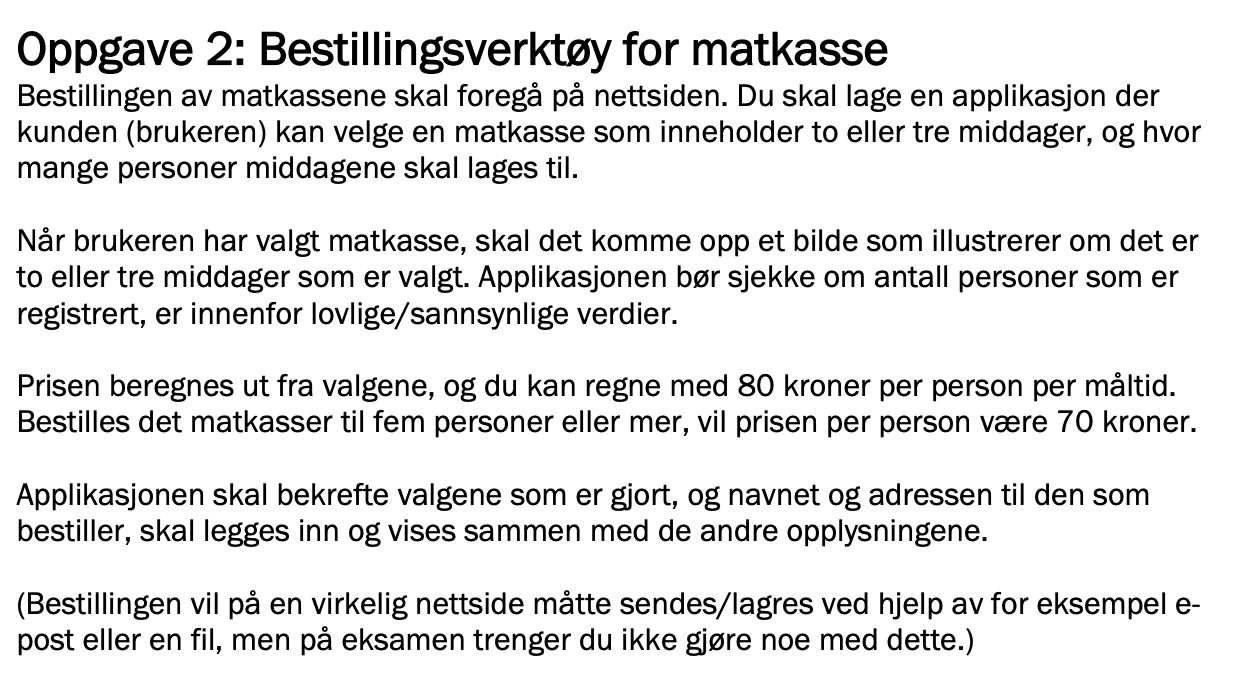 Oppgave 2: Bestillingsverktøy for matkasse
Bestillingen av matkassene skal foregå på nettsiden. Du skal lage en applikasjon der
kunden (brukeren) kan velge en matkasse som inneholder to eller tre middager, og hvor
mange personer middagene skal lages til.
Når brukeren har valgt matkasse, skal det komme opp et bilde som illustrerer om det er
to eller tre middager som er valgt. Applikasjonen bør sjekke om antall personer som er
registrert, er innenfor lovlige/sannsynlige verdier.
Prisen beregnes ut fra valgene, og du kan regne med 80 kroner per person per måltid.
Bestilles det matkasser til fem personer eller mer, vil prisen per person være 70 kroner.
Applikasjonen skal bekrefte valgene som er gjort, og navnet og adressen til den som
bestiller, skal legges inn og vises sammen med de andre opplysningene.
(Bestillingen vil på en virkelig nettside måtte sendes/lagres ved hjelp av for eksempel e-
post eller en fil, men på eksamen trenger du ikke gjøre noe med dette.)